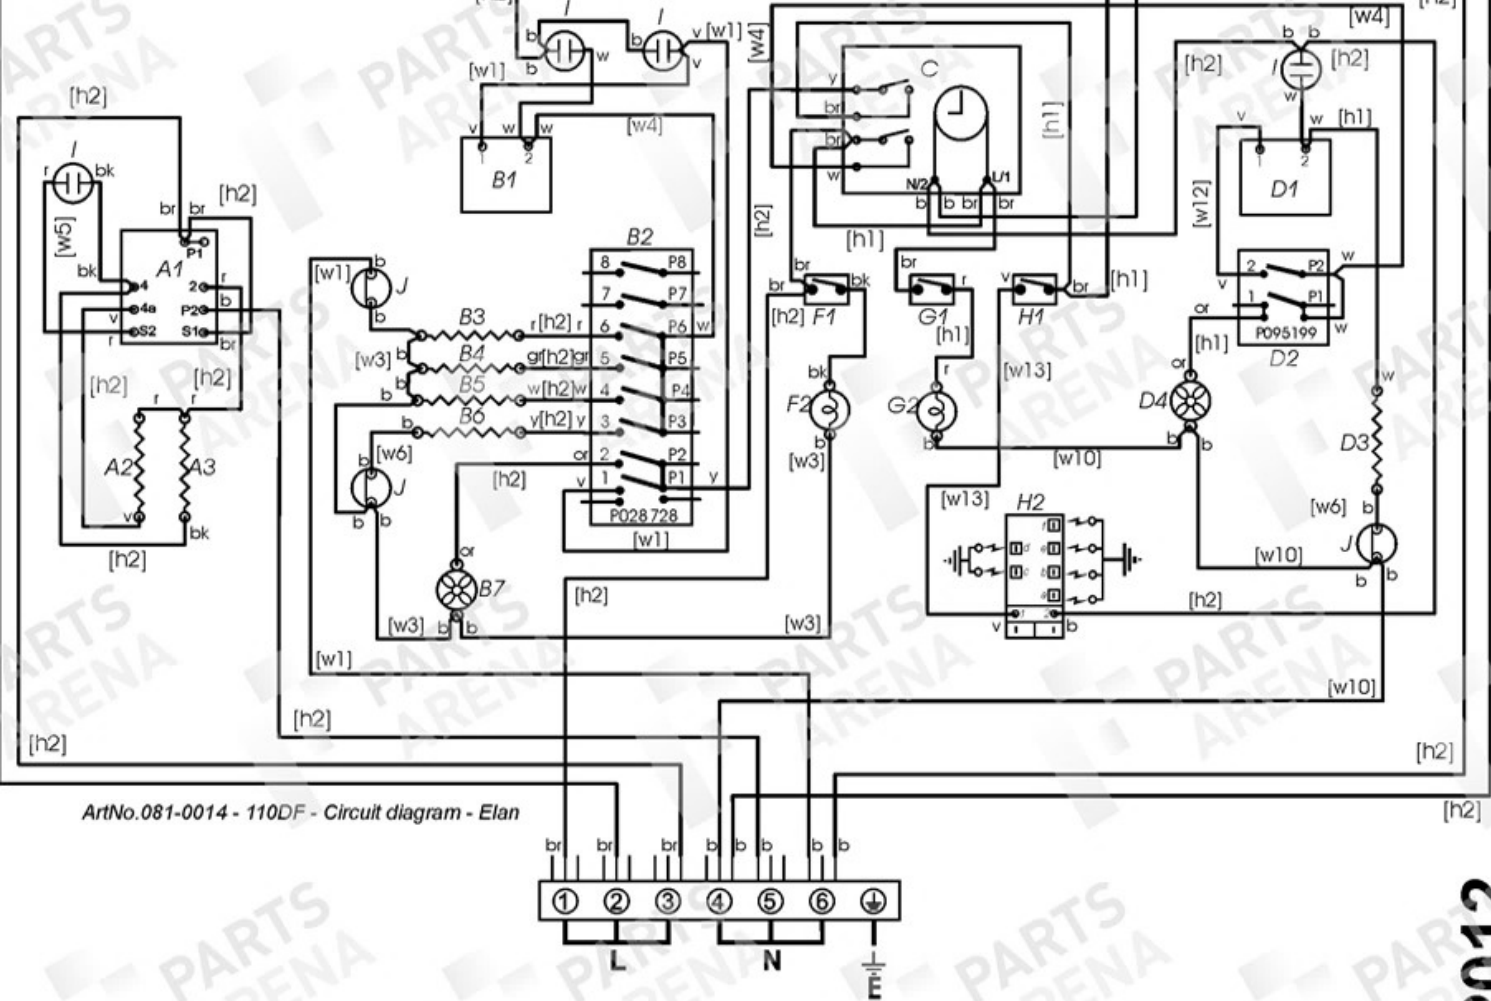 [w4]
[h2]
b
b
v [w1]
[w4]
b b
[h2]
[h2]
[w1]
b
w
v
C
I
w
[h2]
v
y
br
[h1]
v
w
[h1]
v w w
[w4]
br
w
1 2
B1
1 2
D1
I
r
bk
[w5]
br br
[h2]
N/2
L/1
b b br br
[w12]
P1
A1
bk
4
2
r
4a
P2
b
v
S2
S1
r
br
[w1]
b
J
b
B2
8 P8
7 P7
6 P6
5 P5
4 P4
3 P3
2 P2
1 P1
P028728
[h2]
[h1]
br
bk
br
[h2]
F1
br
r
G1
[h1]
v
br
[h1]
H1
w
2 P2
v
1 P1
or
w
P095199
D2
B3
r[h2] r
w
[w3]
b
B4
gr[h2]gr
b
B5
w[h2]w
b
B6
y[h2] y
b
[h2]
[h2]
r r
A2
A3
v
bk
[h2]
[w6]
b
J
b b
or
[h2]
v
y
[w1]
bk
F2
b
[w3]
r
G2
b
[w13]
[w10]
[h1]
or
D4
b b
w
D3
[w13]
H2
f
d e
c b
a
1 2
v
b
[w6]
b
J
[w10]
b b
or
B7
[h2]
[h2]
[w3]
b b
[w3]
[w1]
[w10]
[h2]
[h2]
[h2]
[h2]
ArtNo.081-0014 - 110DF - Circuit diagram - Elan
br br br b b b b b
1 2 3 4 5 6
L N E
2012
PARTS ARENA